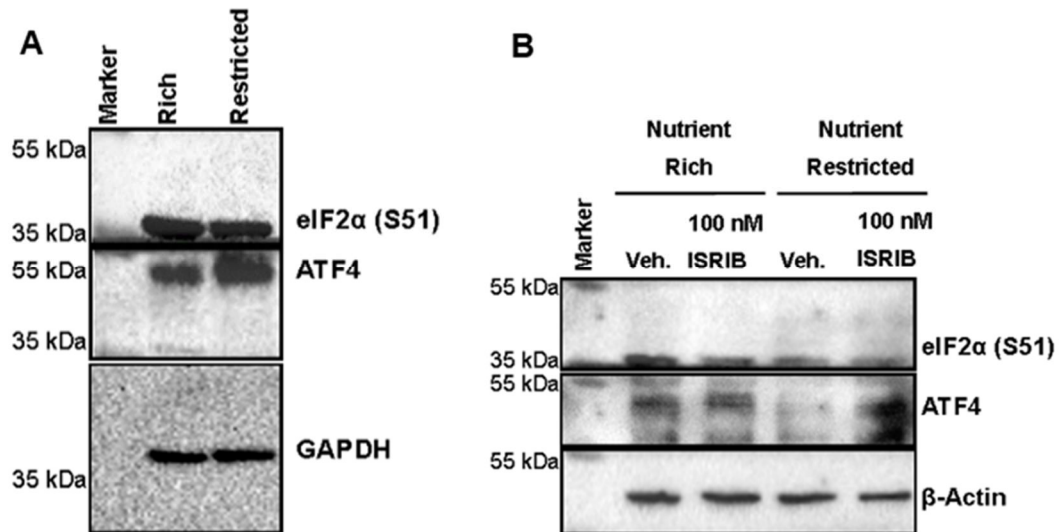 A
Marker
Rich
Restricted
55 kDa
35 kDa
eIF2α (S51)
55 kDa
ATF4
35 kDa
GAPDH
35 kDa
B
Nutrient Rich
Nutrient Restricted
Marker
Veh.
100 nM ISRIB
Veh.
100 nM ISRIB
55 kDa
35 kDa
eIF2α (S51)
55 kDa
ATF4
55 kDa
β-Actin